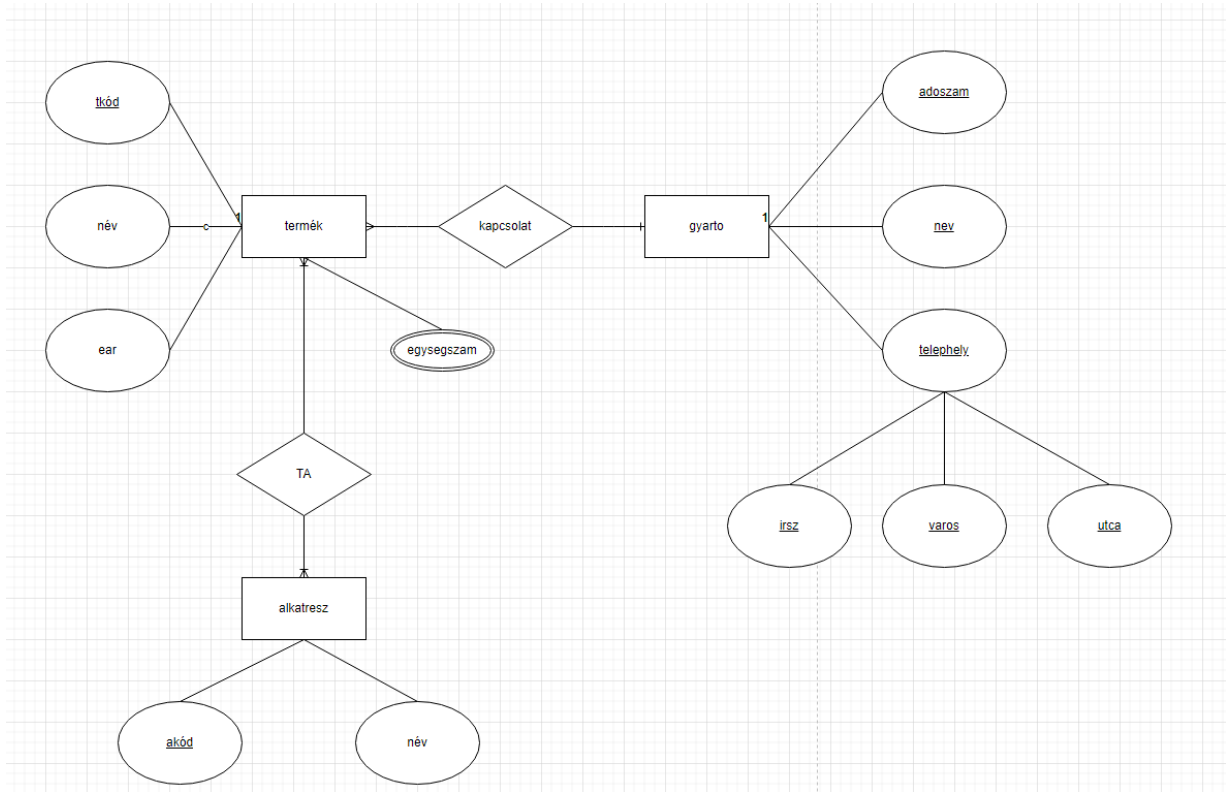 tkód
adoszam
1
1
név
c
termék
kapcsolat
gyarto
nev
ear
egysegszam
telephely
TA
irsz
varos
utca
alkatresz
akód
név